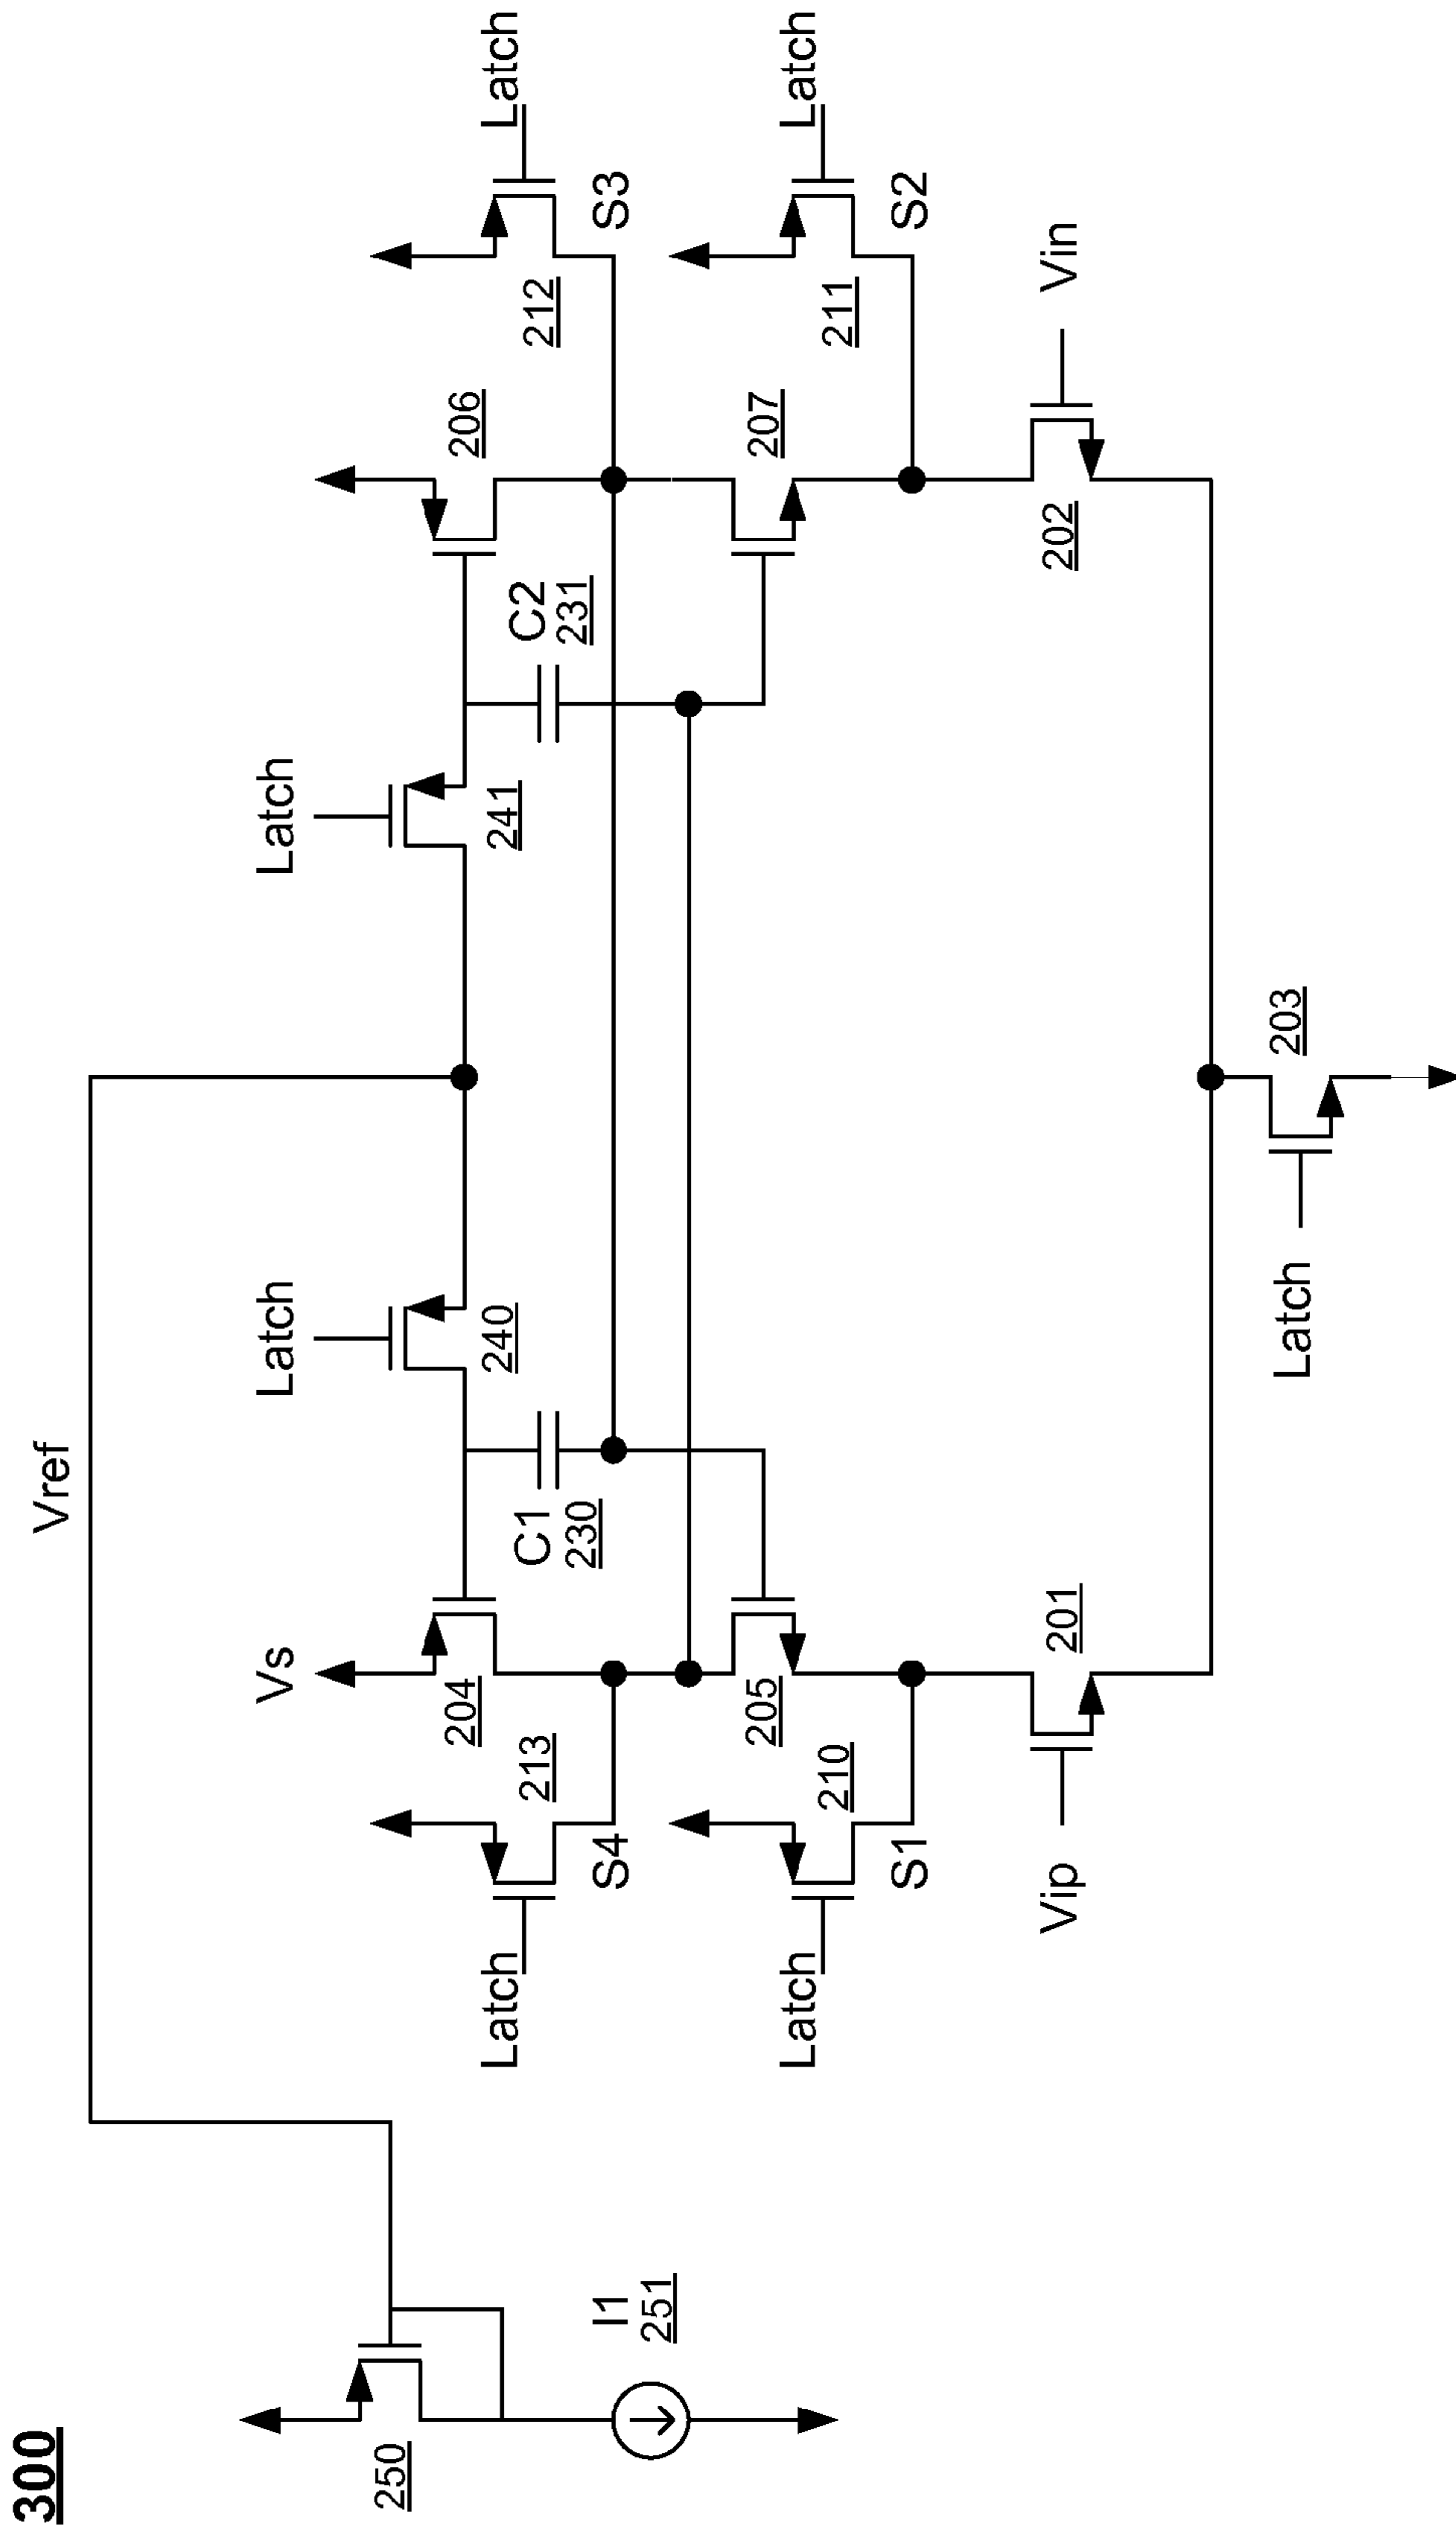 300
Vref
250
I1
251
Vs
Latch
Latch
204
240
241
206
Latch
213
S4
C1
230
C2
231
212
S3
Latch
Latch
210
S1
205
207
211
S2
Latch
Vip
201
202
Vin
Latch
203